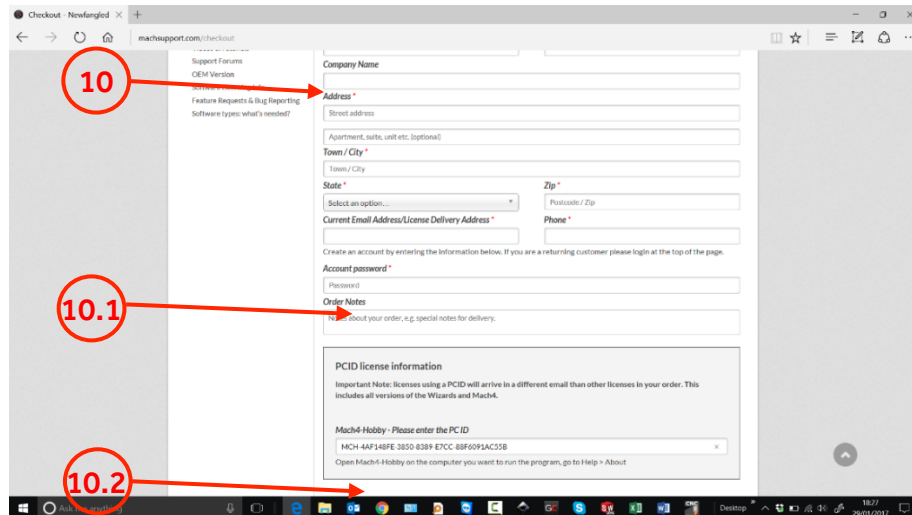 Checkout - Newfangled
machsupport.com/checkout
Support Forums
OEM Version
Feature Requests & Bug Reporting
Software types: what's needed?
10
Company Name
Address *
Street address
Apartment, suite, unit etc. (optional)
Town / City *
Town / City
State *
Zip *
Select an option...
Postcode / Zip
Current Email Address/License Delivery Address *
Phone *
Create an account by entering the information below. If you are a returning customer please login at the top of the page.
Account password *
Password
10.1
Order Notes
Notes about your order, e.g. special notes for delivery.
PCID license information
Important Note: licenses using a PCID will arrive in a different email than other licenses in your order. This
includes all versions of the Wizards and Mach4.
Mach4-Hobby - Please enter the PC ID
MCH-4AF148FE-3850-8389-E7CC-88F6091AC55B
Open Mach4-Hobby on the computer you want to run the program, go to Help > About
10.2
Ask me anything
Desktop
18:27
29/01/2017